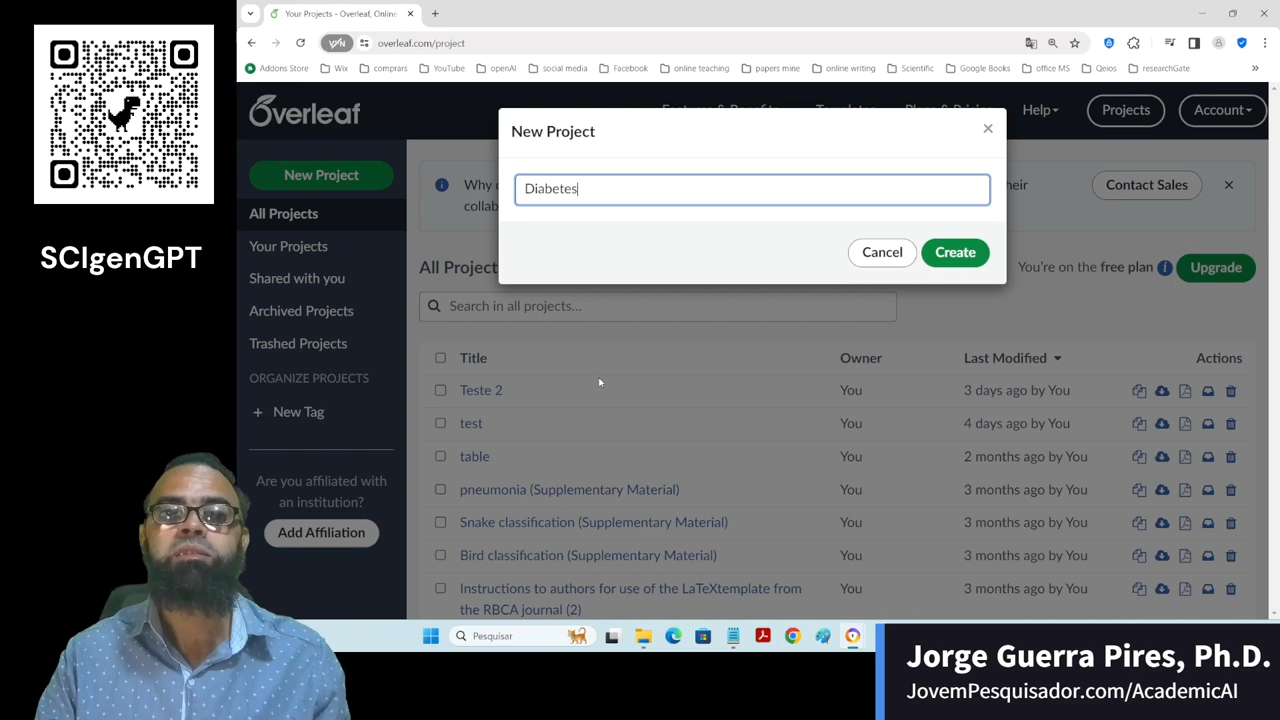 SCIgenGPT
Your Projects - Overleaf, Online
overleaf.com/project
Addons Store
Wix
comprars
YouTube
openAI
social media
Facebook
online teaching
papers mine
online writing
Scientific
Google Books
office MS
Qeios
researchGate
»
Overleaf
Help
Projects
Account
New Project
All Projects
Your Projects
Shared with you
Archived Projects
Trashed Projects
ORGANIZE PROJECTS
+ New Tag
Are you affiliated with
an institution?
Add Affiliation
New Project
Diabetes
Cancel
Create
Contact Sales
You're on the free plan
Upgrade
Search in all projects...
Title Owner Last Modified Actions
Teste 2 You 3 days ago by You
test You 4 days ago by You
table You 2 months ago by You
pneumonia (Supplementary Material) You 3 months ago by You
Snake classification (Supplementary Material) You 3 months ago by You
Bird classification (Supplementary Material) You 3 months ago by You
Instructions to authors for use of the LaTeXtemplate from You 3 months ago by You
the RBCA journal (2)
Pesquisar
Jorge Guerra Pires, Ph.D.
JovemPesquisador.com/AcademicAI